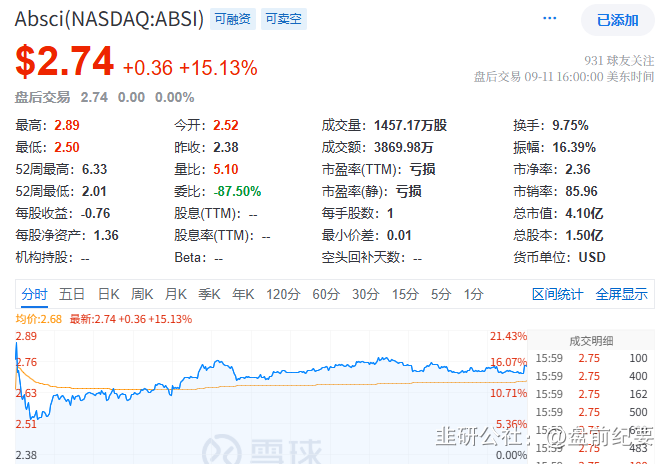 Absci(NASDAQ:ABSI) 可融资 可卖空 ... 已添加
$2.74 +0.36 +15.13% 931 球友关注
盘后交易 09-11 16:00:00 美东时间
盘后交易 2.74 0.00 0.00%
最高：2.89 今开：2.52 成交量：1457.17万股 换手：9.75%
最低：2.50 昨收：2.38 成交额：3869.98万 振幅：16.39%
52周最高：6.33 量比：5.10 市盈率(TTM)：亏损 市净率：2.36
52周最低：2.01 委比：-87.50% 市盈率(静)：亏损 市销率：85.96
每股收益：-0.76 股息(TTM)：-- 每手股数：1 总市值：4.10亿
每股净资产：1.36 股息率(TTM)：-- 最小价差：0.01 总股本：1.50亿
机构持股：-- Beta：-- 空头回补天数：-- 货币单位：USD
分时 五日 日K 周K 月K 季K 年K 120分 60分 30分 15分 5分 1分 区间统计 全屏显示
均价:2.68 最新:2.74 +0.36 +15.13%
2.89 21.43% 成交明细
2.76 16.07% 15:59 2.75 100
15:59 2.75 400
2.63 10.71% 15:59 2.75 162
15:59 2.75 500
2.51 5.36% 15:59 2.75
2.38 雪球 0.00% 15:59 2.75 483
韭研公社：@盘前纪要